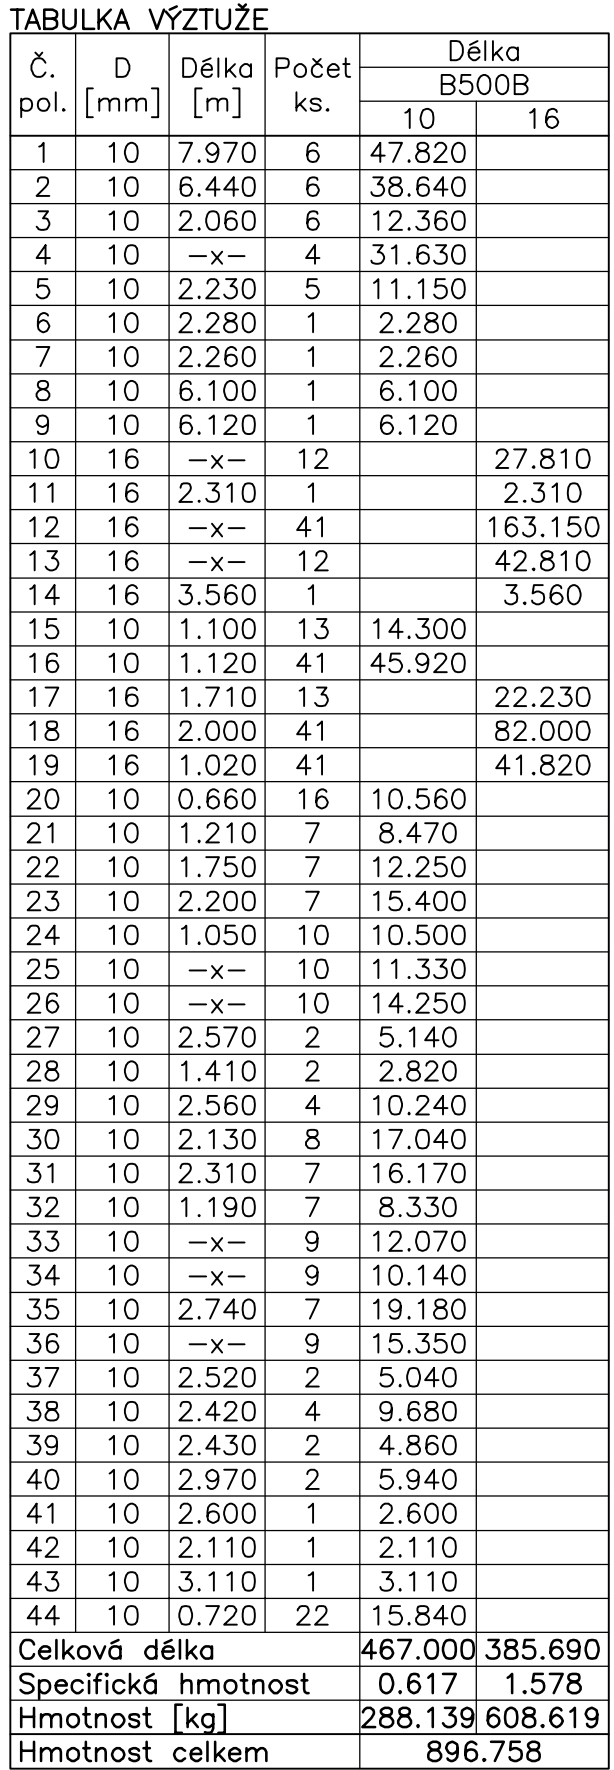 TABULKA VÝZTUŽE
Č. pol. D [mm] Délka [m] Počet ks. Délka
B500B
10 16
1 10 7.970 6 47.820
2 10 6.440 6 38.640
3 10 2.060 6 12.360
4 10 –x– 4 31.630
5 10 2.230 5 11.150
6 10 2.280 1 2.280
7 10 2.260 1 2.260
8 10 6.100 1 6.100
9 10 6.120 1 6.120
10 16 –x– 12 27.810
11 16 2.310 1 2.310
12 16 –x– 41 163.150
13 16 –x– 12 42.810
14 16 3.560 1 3.560
15 10 1.100 13 14.300
16 10 1.120 41 45.920
17 16 1.710 13 22.230
18 16 2.000 41 82.000
19 16 1.020 41 41.820
20 10 0.660 16 10.560
21 10 1.210 7 8.470
22 10 1.750 7 12.250
23 10 2.200 7 15.400
24 10 1.050 10 10.500
25 10 –x– 10 11.330
26 10 –x– 10 14.250
27 10 2.570 2 5.140
28 10 1.410 2 2.820
29 10 2.560 4 10.240
30 10 2.130 8 17.040
31 10 2.310 7 16.170
32 10 1.190 7 8.330
33 10 –x– 9 12.070
34 10 –x– 9 10.140
35 10 2.740 7 19.180
36 10 –x– 9 15.350
37 10 2.520 2 5.040
38 10 2.420 4 9.680
39 10 2.430 2 4.860
40 10 2.970 2 5.940
41 10 2.600 1 2.600
42 10 2.110 1 2.110
43 10 3.110 1 3.110
44 10 0.720 22 15.840
Celková délka 467.000 385.690
Specifická hmotnost 0.617 1.578
Hmotnost [kg] 288.139 608.619
Hmotnost celkem 896.758